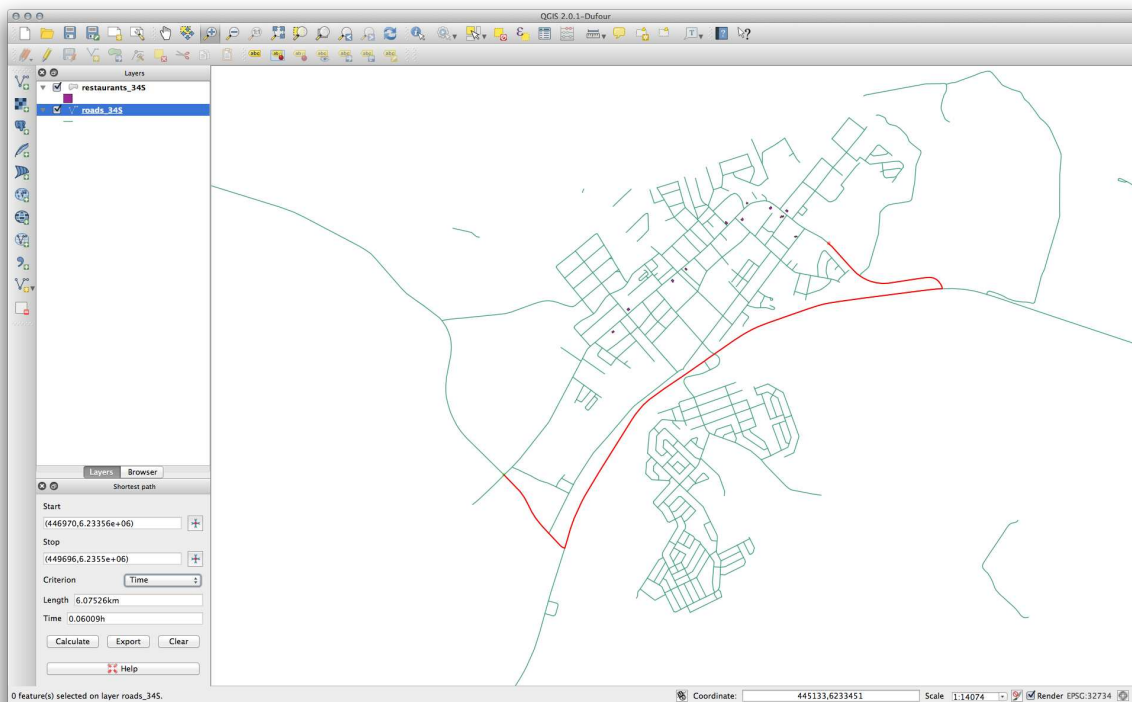 QGIS 2.0.1-Dufour
Layers
restaurants_34S
roads_34S
Layers Browser
Shortest path
Start
(446970,6.23356e+06)
Stop
(449696,6.2355e+06)
Criterion Time
Length 6.07526km
Time 0.06009h
Calculate Export Clear
Help
0 feature(s) selected on layer roads_34S.
Coordinate: 445133,6233451 Scale 1:14074 Render EPSG:32734